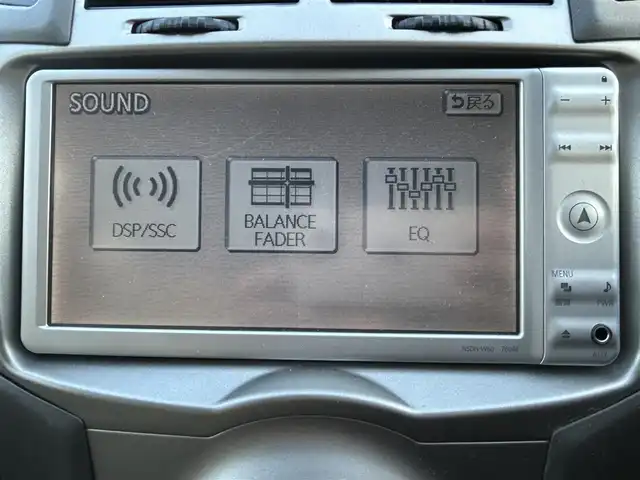 SOUND
戻る
DSP/SSC
BALANCE
FADER
EQ
MENU